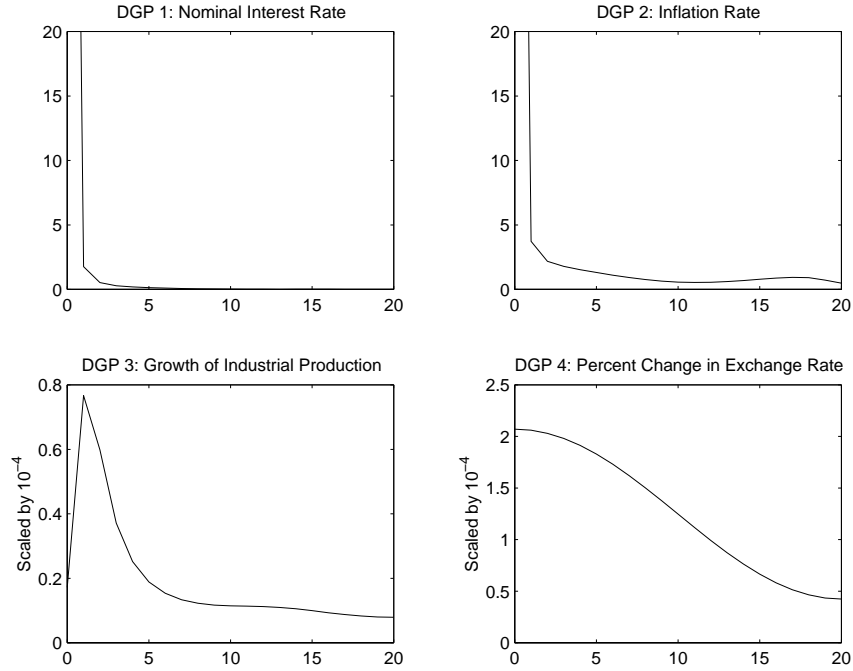 DGP 1: Nominal Interest Rate
20
15
10
5
0
0 5 10 15 20
DGP 2: Inflation Rate
20
15
10
5
0
0 5 10 15 20
DGP 3: Growth of Industrial Production
Scaled by 10⁻⁴
0.8
0.6
0.4
0.2
0
0 5 10 15 20
DGP 4: Percent Change in Exchange Rate
Scaled by 10⁻⁴
2.5
2
1.5
1
0.5
0
0 5 10 15 20